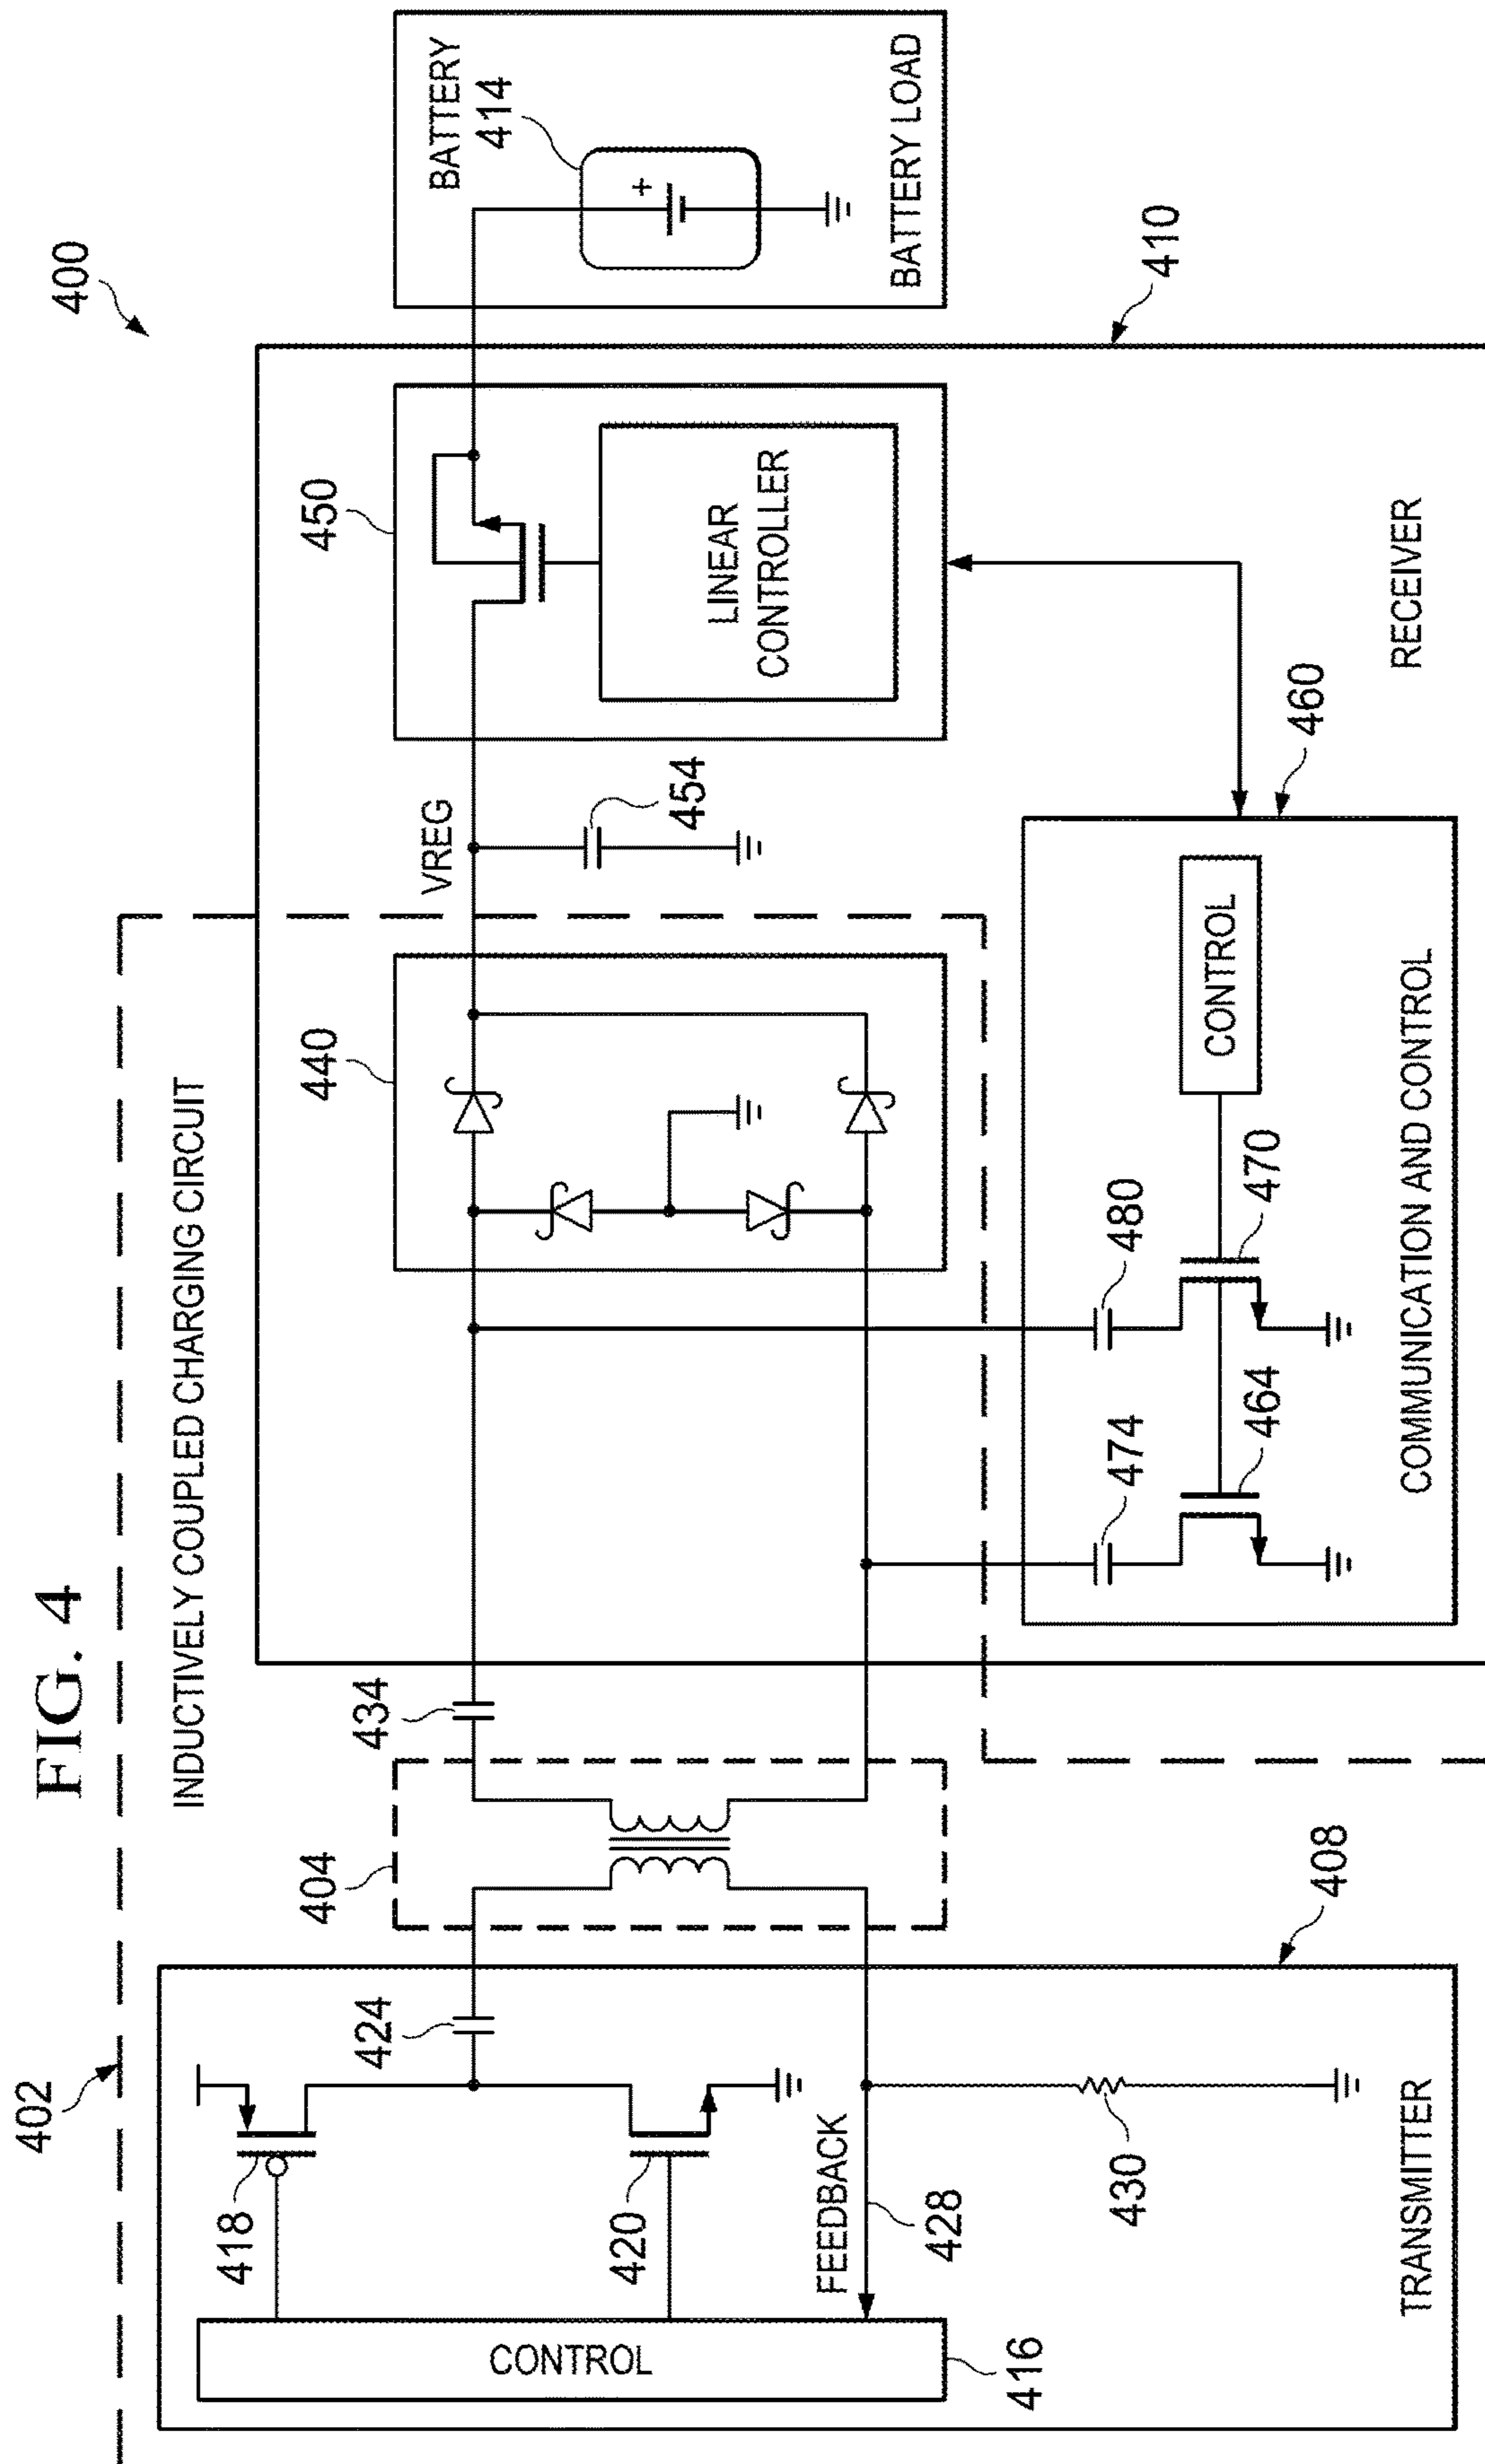 FIG. 4
400
402
INDUCTIVELY COUPLED CHARGING CIRCUIT
418
420
424
CONTROL
FEEDBACK
428
416
430
TRANSMITTER
408
404
434
440
VREG
454
450
LINEAR
CONTROLLER
BATTERY
414
BATTERY LOAD
410
RECEIVER
460
CONTROL
474
480
464
470
COMMUNICATION AND CONTROL
+